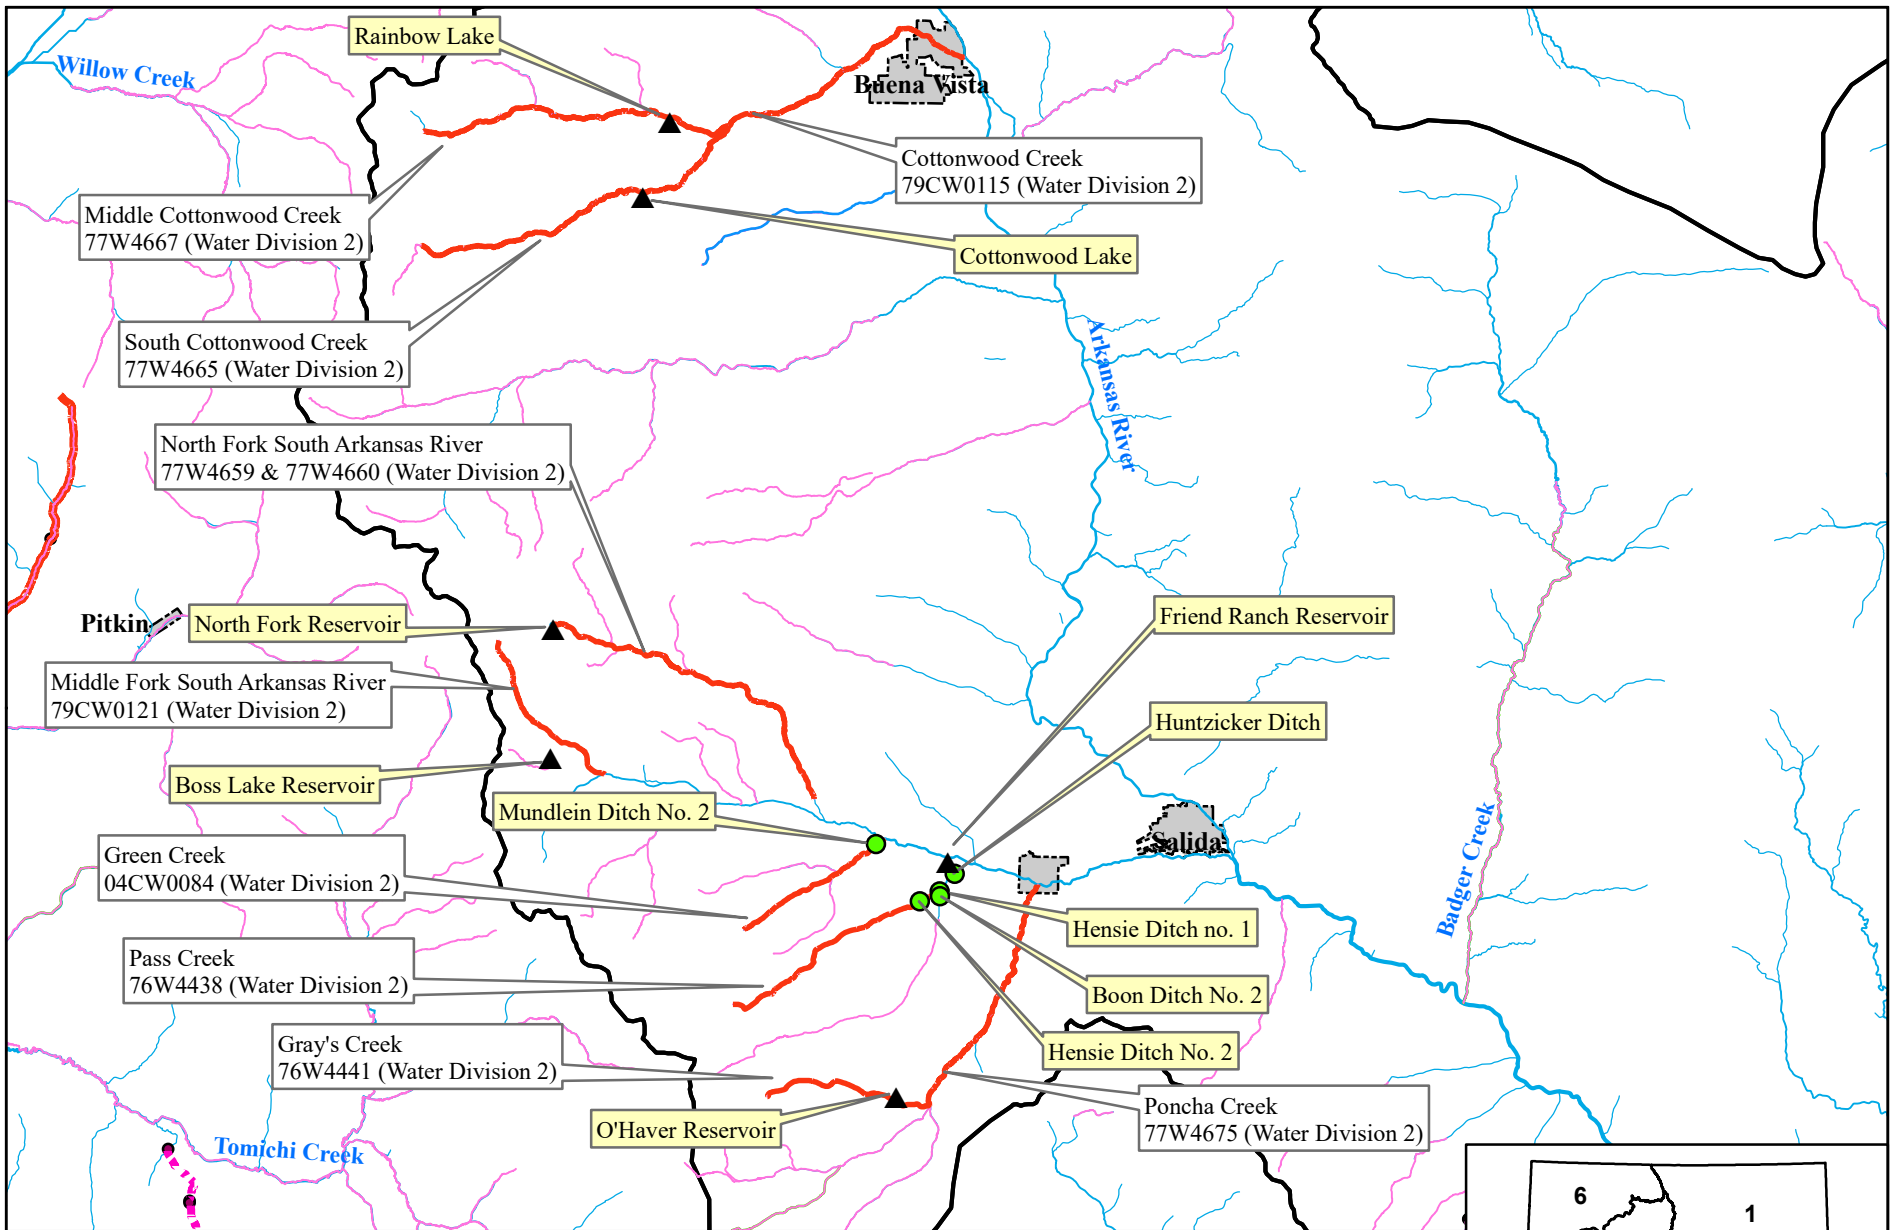 Rainbow Lake
Willow Creek
Buena Vista
Cottonwood Creek
79CW0115 (Water Division 2)
Middle Cottonwood Creek
77W4667 (Water Division 2)
Cottonwood Lake
South Cottonwood Creek
77W4665 (Water Division 2)
Arkansas River
North Fork South Arkansas River
77W4659 & 77W4660 (Water Division 2)
Pitkin
North Fork Reservoir
Friend Ranch Reservoir
Middle Fork South Arkansas River
79CW0121 (Water Division 2)
Huntzicker Ditch
Boss Lake Reservoir
Mundlein Ditch No. 2
Salida
Green Creek
04CW0084 (Water Division 2)
Badger Creek
Hensie Ditch no. 1
Pass Creek
76W4438 (Water Division 2)
Boon Ditch No. 2
Gray's Creek
76W4441 (Water Division 2)
Hensie Ditch No. 2
O'Haver Reservoir
Poncha Creek
77W4675 (Water Division 2)
Tomichi Creek
6
1